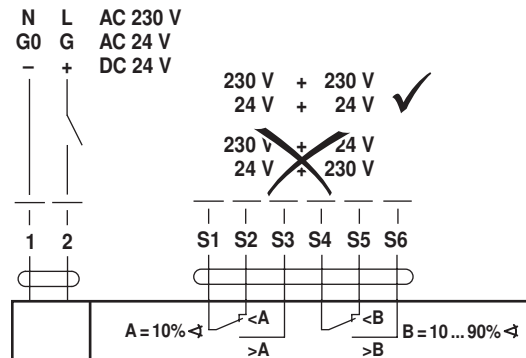 N L AC 230 V
G0 G AC 24 V
– + DC 24 V
230 V + 230 V
24 V + 24 V
230 V + 24 V
24 V + 230 V
1 2 S1 S2 S3 S4 S5 S6
A = 10% ∢ <A <B B = 10 ... 90% ∢
>A >B